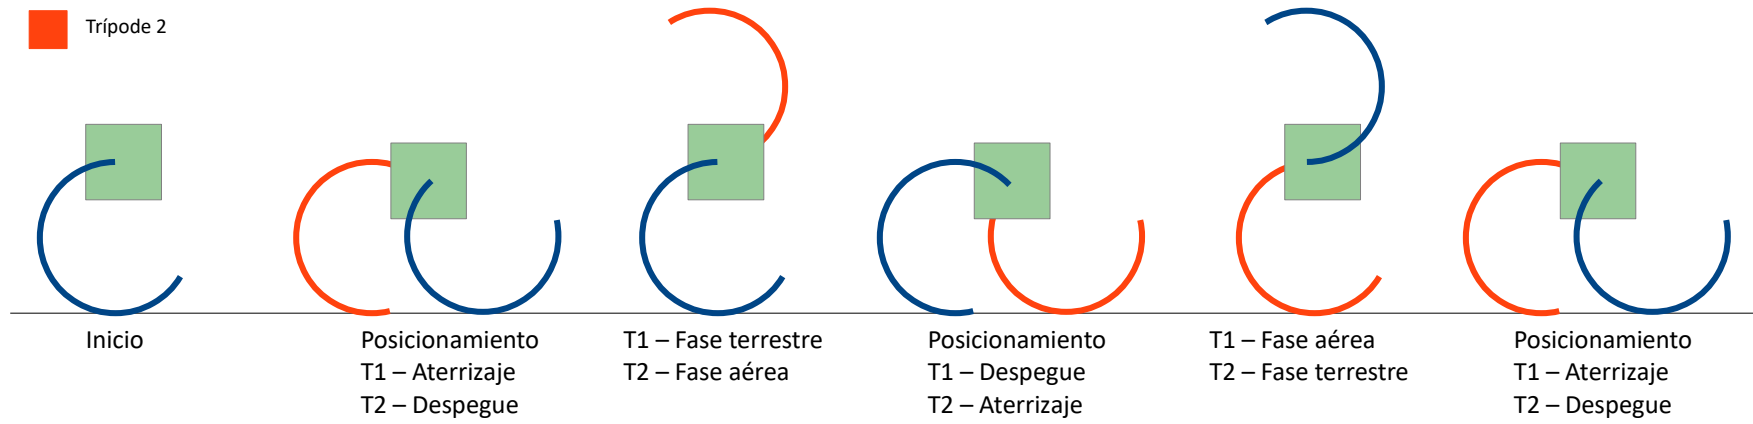 Trípode 2
Inicio
Posicionamiento
T1 – Aterrizaje
T2 – Despegue
T1 – Fase terrestre
T2 – Fase aérea
Posicionamiento
T1 – Despegue
T2 – Aterrizaje
T1 – Fase aérea
T2 – Fase terrestre
Posicionamiento
T1 – Aterrizaje
T2 – Despegue